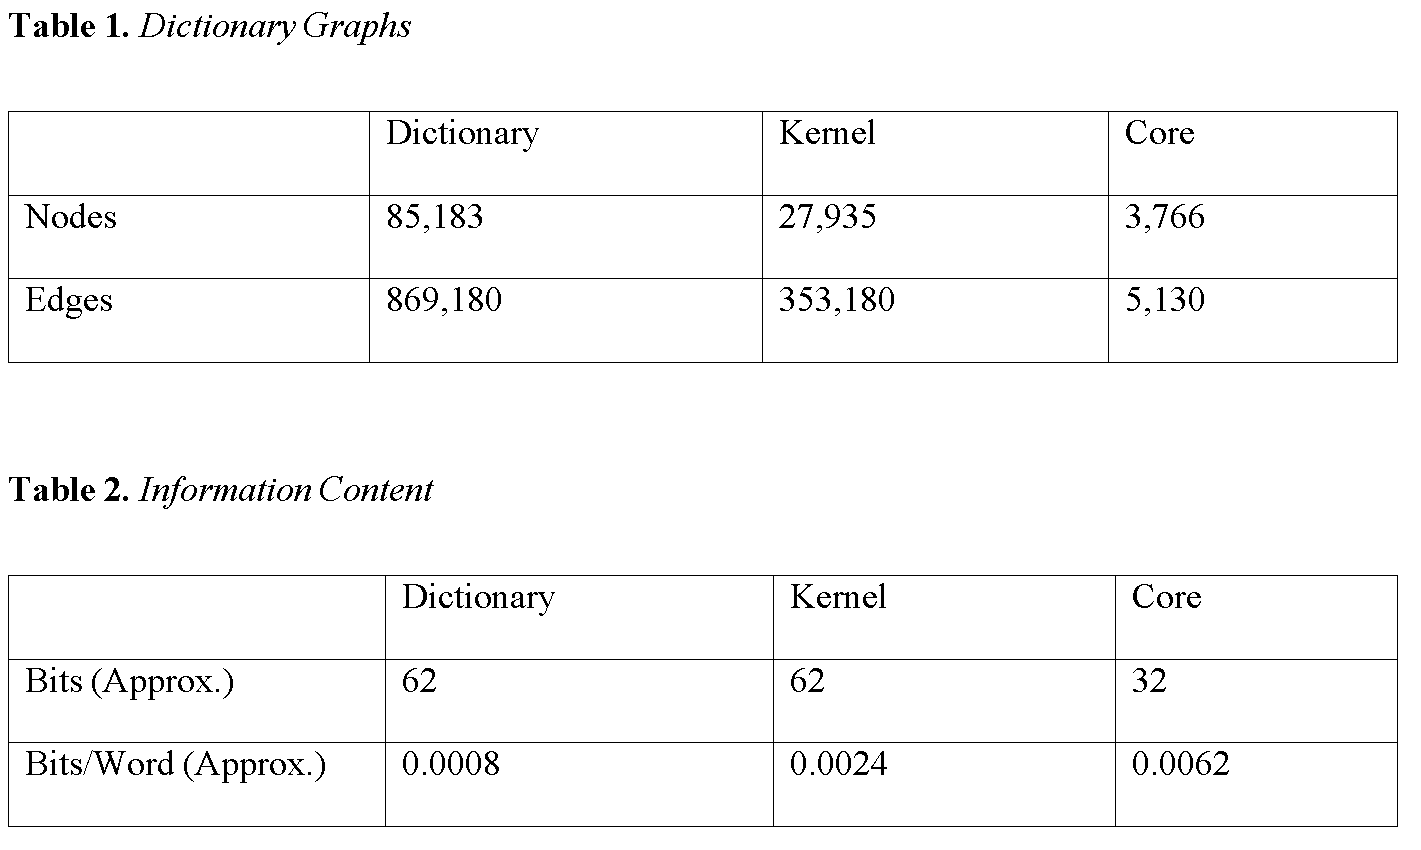 Table 1. Dictionary Graphs
Dictionary Kernel Core
Nodes 85,183 27,935 3,766
Edges 869,180 353,180 5,130
Table 2. Information Content
Dictionary Kernel Core
Bits (Approx.) 62 62 32
Bits/Word (Approx.) 0.0008 0.0024 0.0062